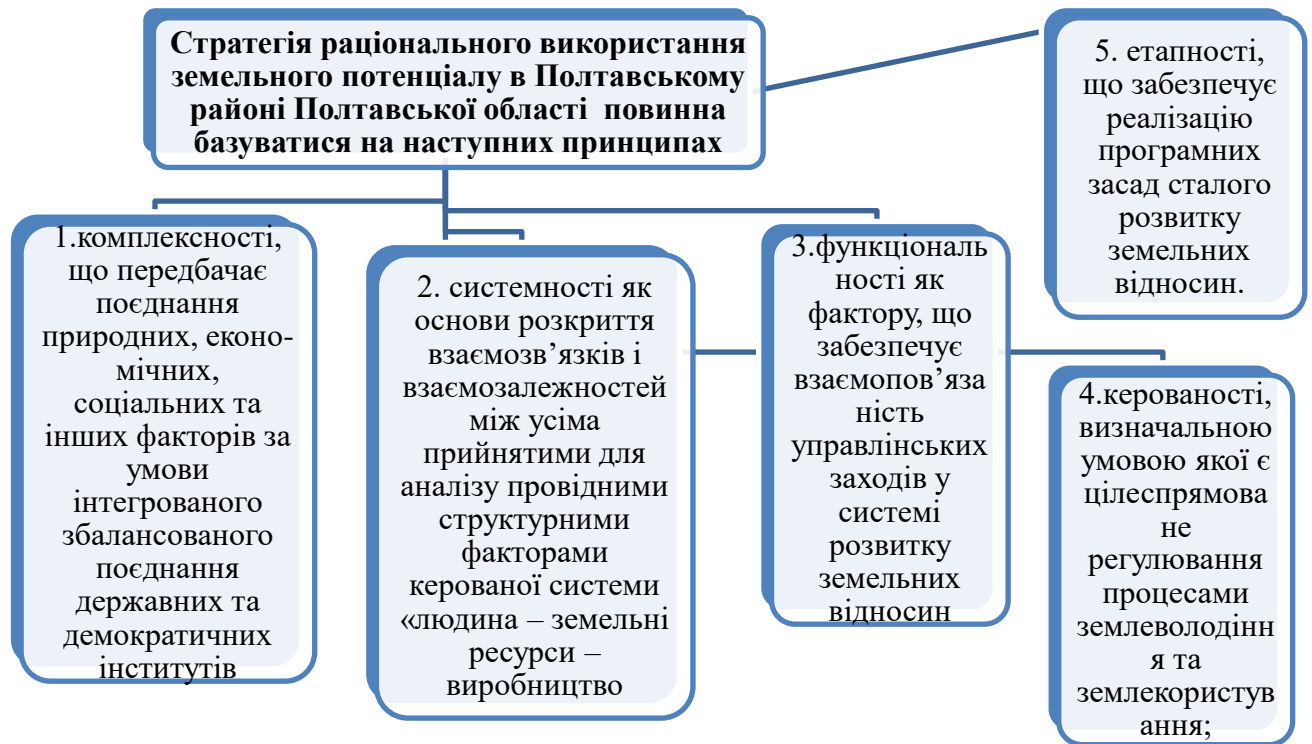 Стратегія раціонального використання
земельного потенціалу в Полтавському
районі Полтавської області повинна
базуватися на наступних принципах
1.комплексності,
що передбачає
поєднання
природних, еконо-
мічних,
соціальних та
інших факторів за
умови
інтегрованого
збалансованого
поєднання
державних та
демократичних
інститутів
2. системності як
основи розкриття
взаємозв’язків і
взаємозалежностей
між усіма
прийнятими для
аналізу провідними
структурними
факторами
керованої системи
«людина – земельні
ресурси –
виробництво
3.функціональ
ності як
фактору, що
забезпечує
взаємопов’яза
ність
управлінських
заходів у
системі
розвитку
земельних
відносин
4.керованості,
визначальною
умовою якої є
цілеспрямова
не
регулювання
процесами
землеволодінн
я та
землекористув
ання;
5. етапності,
що забезпечує
реалізацію
програмних
засад сталого
розвитку
земельних
відносин.